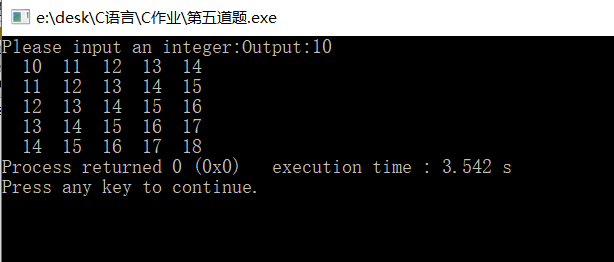 e:\desk\C语言\C作业\第五道题.exe
Please input an integer:Output:10
10 11 12 13 14
11 12 13 14 15
12 13 14 15 16
13 14 15 16 17
14 15 16 17 18
Process returned 0 (0x0)   execution time : 3.542 s
Press any key to continue.